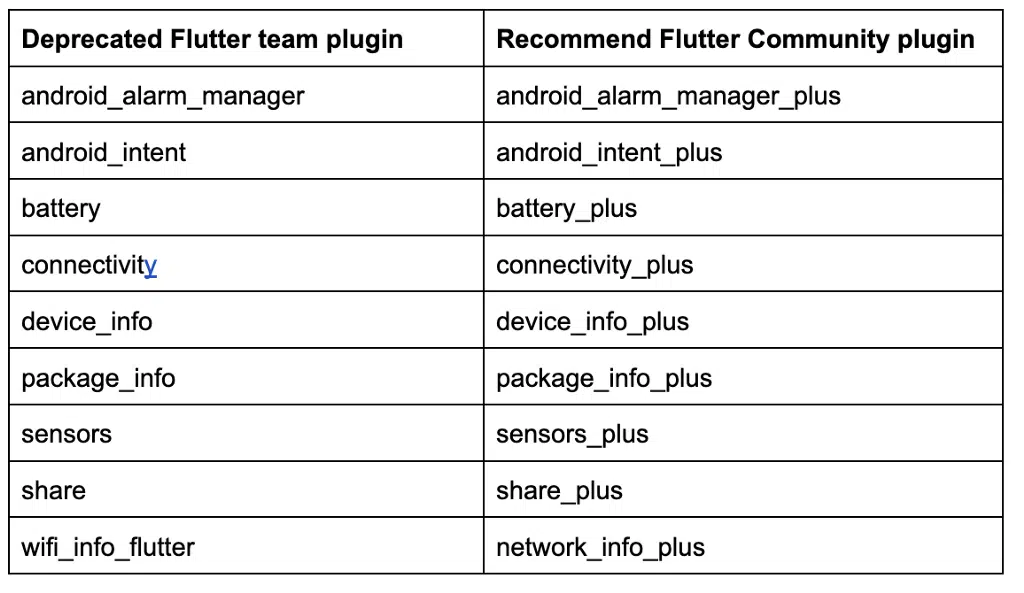 Deprecated Flutter team plugin Recommend Flutter Community plugin
android_alarm_manager android_alarm_manager_plus
android_intent android_intent_plus
battery battery_plus
connectivity connectivity_plus
device_info device_info_plus
package_info package_info_plus
sensors sensors_plus
share share_plus
wifi_info_flutter network_info_plus